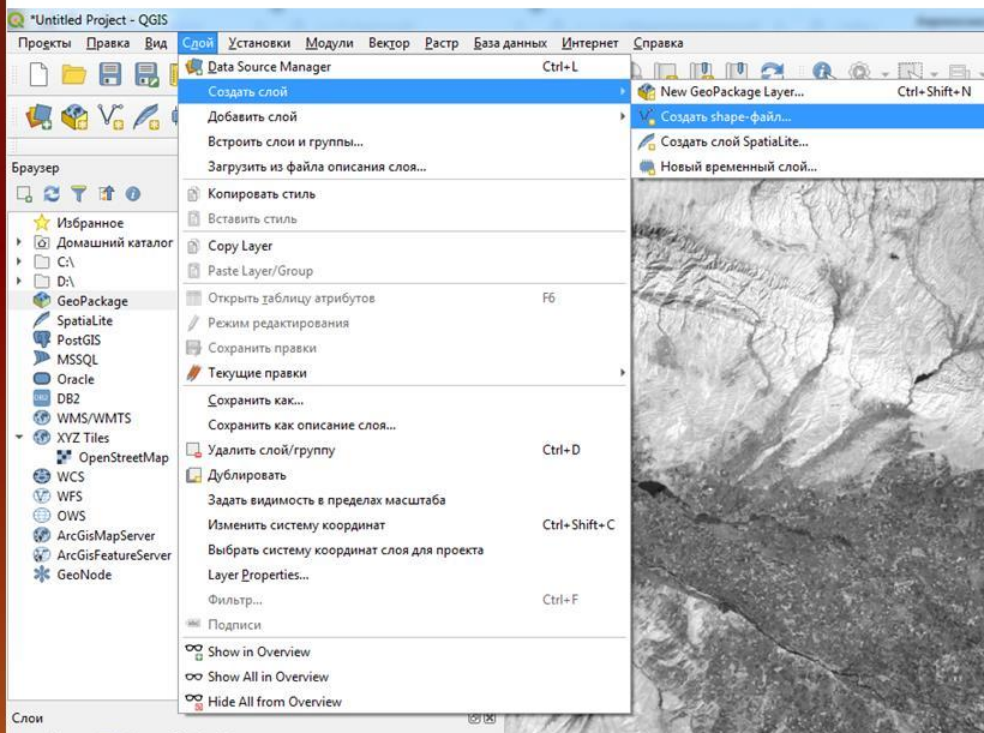 *Untitled Project - QGIS
Проекты Правка Вид Слой Установки Модули Вектор Растр База данных Интернет Справка
Data Source Manager Ctrl+L
Создать слой
Добавить слой
Встроить слои и группы...
Загрузить из файла описания слоя...
Копировать стиль
Вставить стиль
Copy Layer
Paste Layer/Group
Открыть таблицу атрибутов F6
Режим редактирования
Сохранить правки
Текущие правки
Сохранить как...
Сохранить как описание слоя...
Удалить слой/группу Ctrl+D
Дублировать
Задать видимость в пределах масштаба
Изменить систему координат Ctrl+Shift+C
Выбрать систему координат слоя для проекта
Layer Properties...
Фильтр... Ctrl+F
Подписи
Show in Overview
Show All in Overview
Hide All from Overview
New GeoPackage Layer... Ctrl+Shift+N
Создать shape-файл...
Создать слой SpatiaLite...
Новый временный слой...
Браузер
Избранное
Домашний каталог
C:\
D:\
GeoPackage
SpatiaLite
PostGIS
MSSQL
Oracle
DB2
WMS/WMTS
XYZ Tiles
OpenStreetMap
WCS
WFS
OWS
ArcGisMapServer
ArcGisFeatureServer
GeoNode
Слои